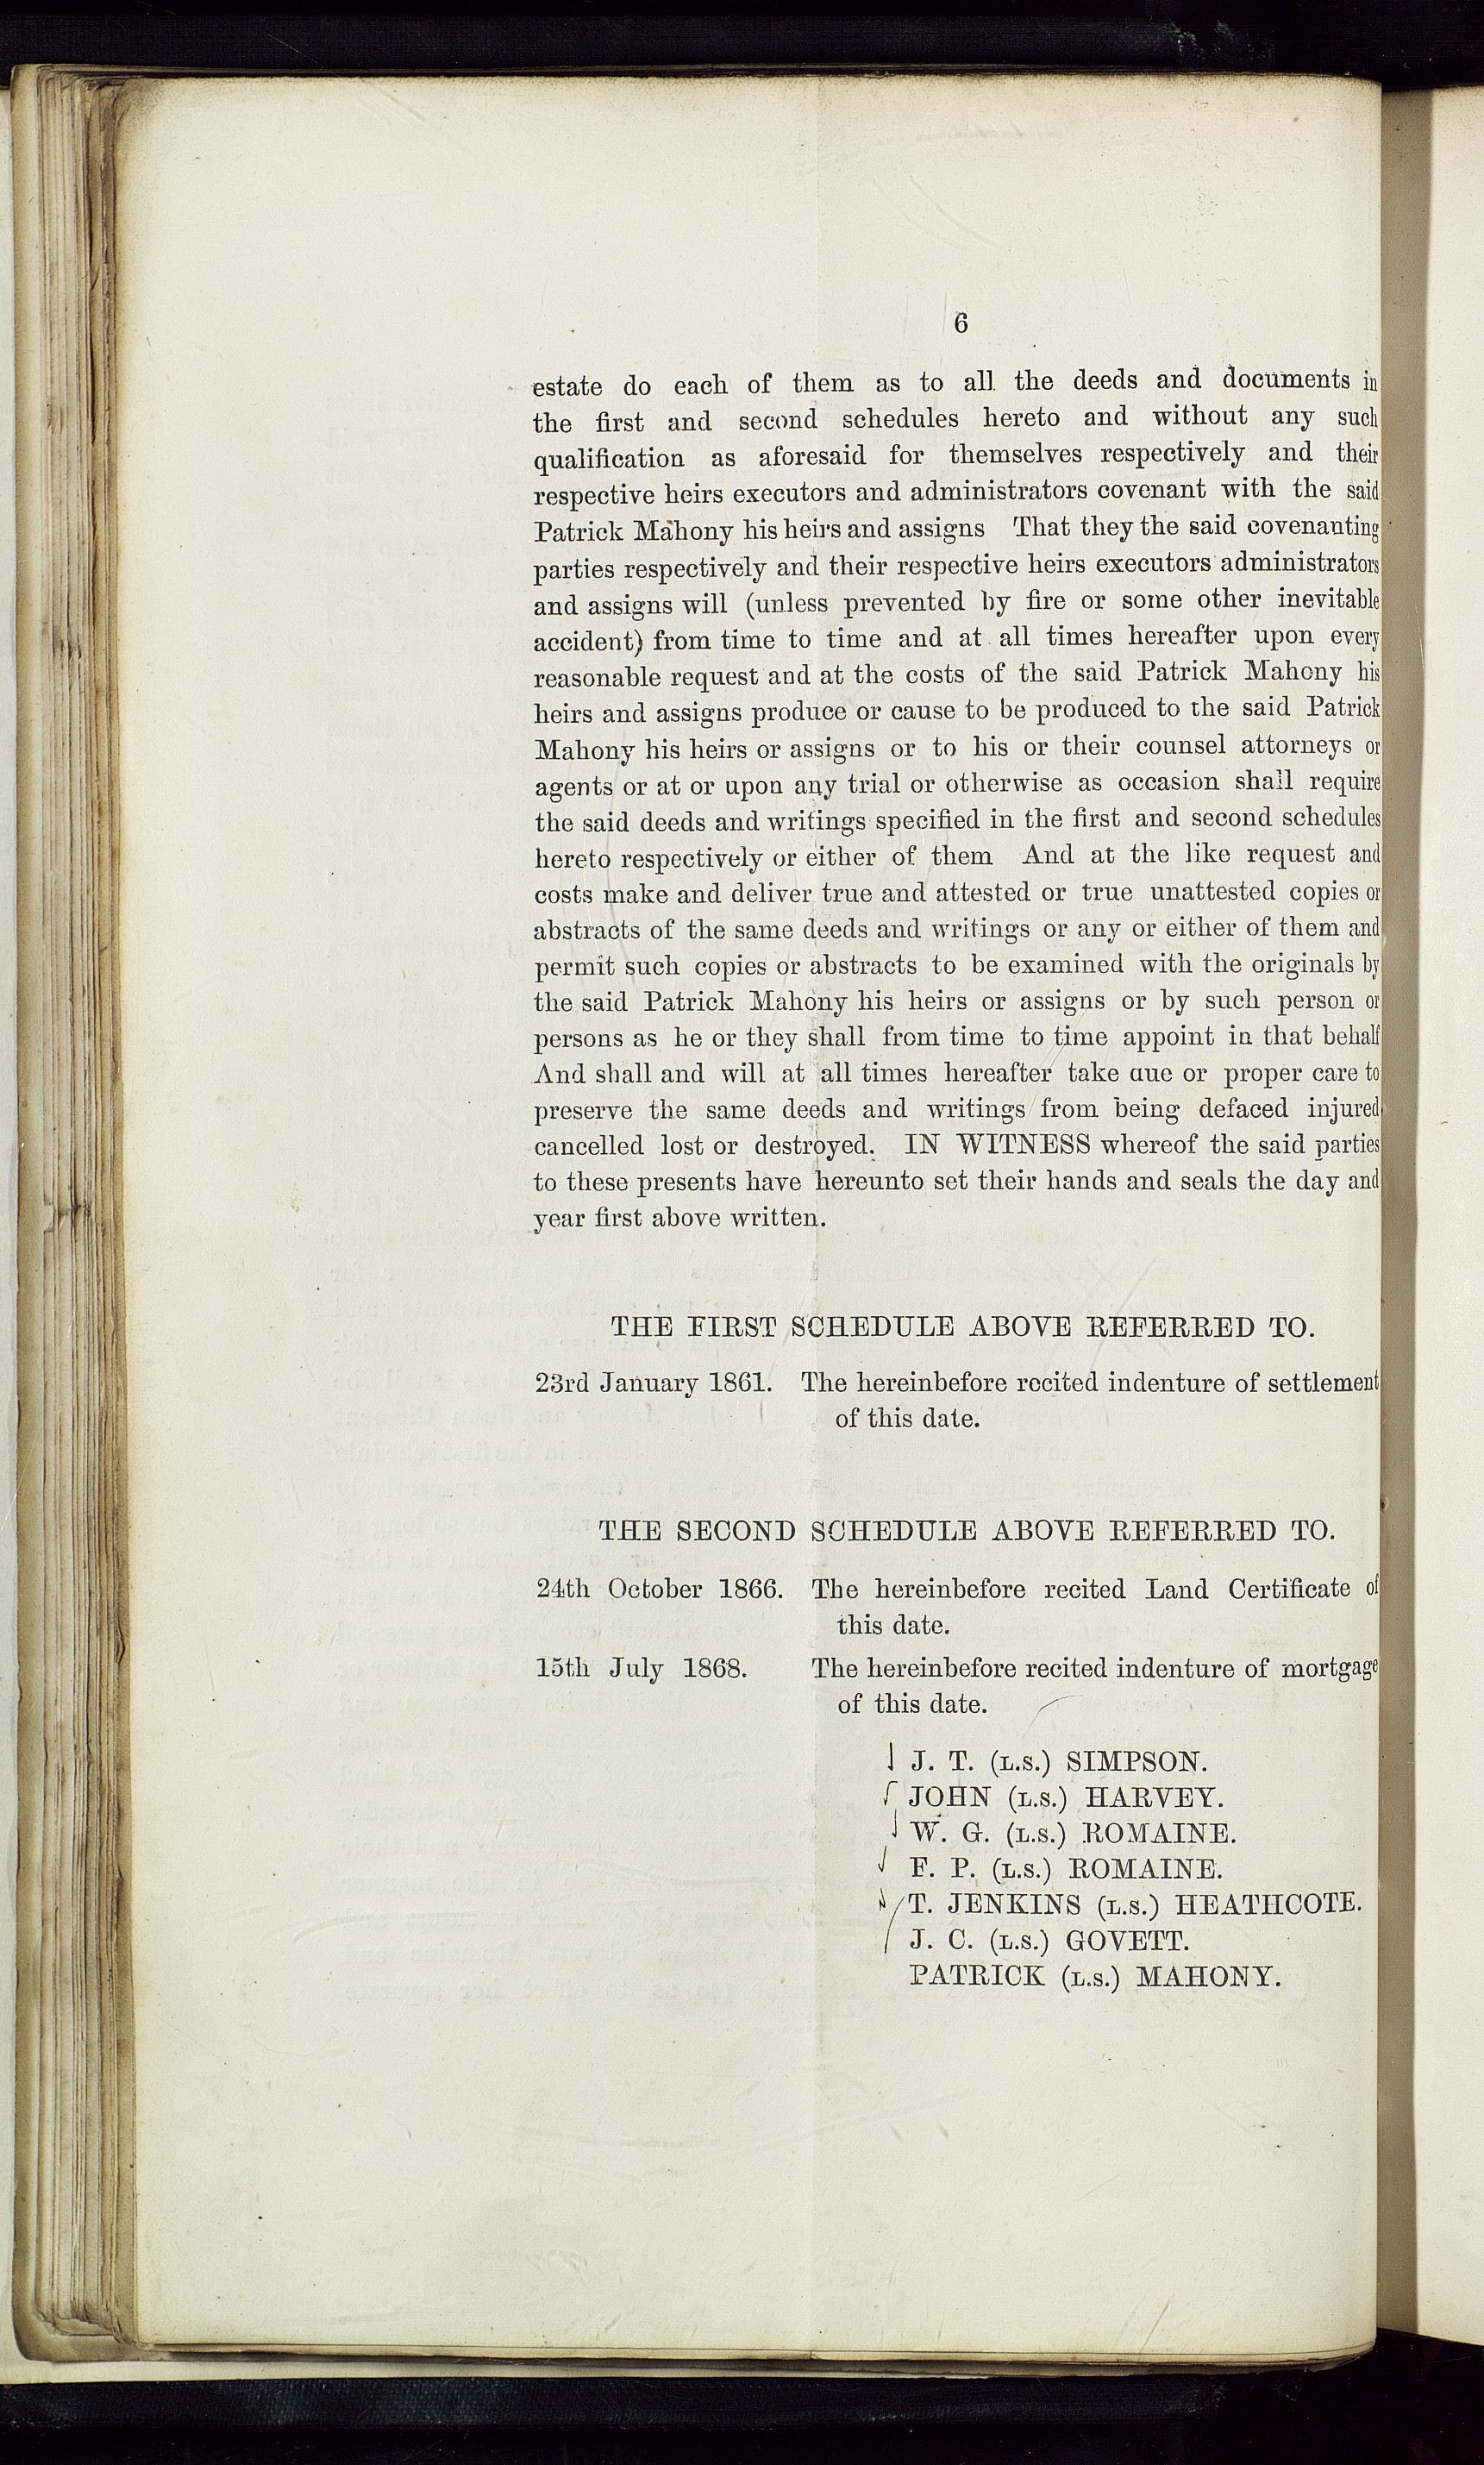 6
estate do each of them as to all the deeds and documents in
the first and second schedules hereto and without any such
qualification as aforesaid for themselves respectively and their
respective heirs executors and administrators covenant with the said
Patrick Mahony his heirs and assigns That they the said covenanting
parties respectively and their respective heirs executors administrators
and assigns will (unless prevented by fire or some other inevitable
accident) from time to time and at all times hereafter upon every
reasonable request and at the costs of the said Patrick Mahony his
heirs and assigns produce or cause to be produced to the said Patrick
Mahony his heirs or assigns or to his or their counsel attorneys or
agents or at or upon any trial or otherwise as occasion shall require
the said deeds and writings specified in the first and second schedules
hereto respectively or either of them And at the like request and
costs make and deliver true and attested or true unattested copies or
abstracts of the same deeds and writings or any or either of them and
permit such copies or abstracts to be examined with the originals by
the said Patrick Mahony his heirs or assigns or by such person or
persons as he or they shall from time to time appoint in that behalf
And shall and will at all times hereafter take due or proper care to
preserve the same deeds and writings from being defaced injured
cancelled lost or destroyed. IN WITNESS whereof the said parties
to these presents have hereunto set their hands and seals the day and
year first above written.
THE FIRST SCHEDULE ABOVE REFERRED TO.
23rd January 1861. The hereinbefore recited indenture of settlement
of this date.
THE SECOND SCHEDULE ABOVE REFERRED TO.
24th October 1866. The hereinbefore recited Land Certificate of
this date.
15th July 1868. The hereinbefore recited indenture of mortgage
of this date.
J. T. (L.S.) SIMPSON.
JOHN (L.S.) HARVEY.
W. G. (L.S.) ROMAINE.
F. P. (L.S.) ROMAINE.
T. JENKINS (L.S.) HEATHCOTE.
J. C. (L.S.) GOVETT.
PATRICK (L.S.) MAHONY.